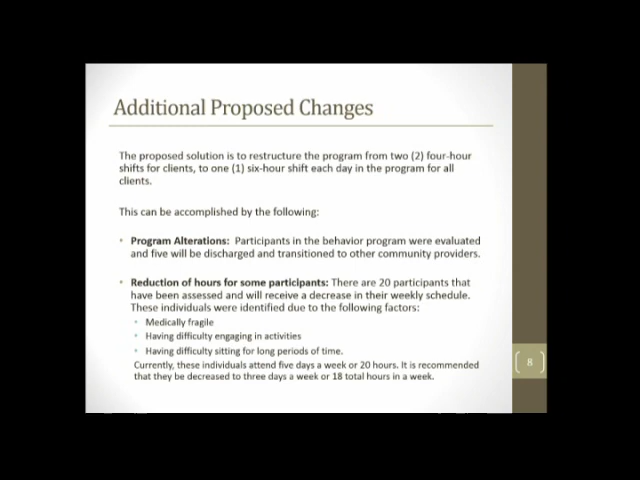 Additional Proposed Changes
The proposed solution is to restructure the program from two (2) four-hour
shifts for clients, to one (1) six-hour shift each day in the program for all
clients.
This can be accomplished by the following:
• Program Alterations: Participants in the behavior program were evaluated
and five will be discharged and transitioned to other community providers.
• Reduction of hours for some participants: There are 20 participants that
have been assessed and will receive a decrease in their weekly schedule.
These individuals were identified due to the following factors:
• Medically fragile
• Having difficulty engaging in activities
• Having difficulty sitting for long periods of time.
Currently, these individuals attend five days a week or 20 hours. It is recommended
that they be decreased to three days a week or 18 total hours in a week.
8